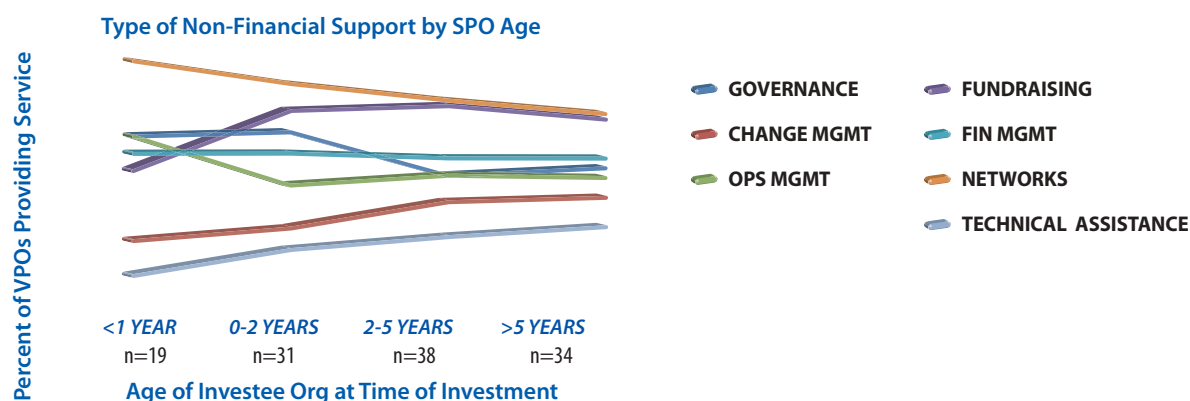 Type of Non-Financial Support by SPO Age
Percent of VPOs Providing Service
GOVERNANCE
FUNDRAISING
CHANGE MGMT
FIN MGMT
OPS MGMT
NETWORKS
TECHNICAL ASSISTANCE
<1 YEAR 0-2 YEARS 2-5 YEARS >5 YEARS
n=19 n=31 n=38 n=34
Age of Investee Org at Time of Investment